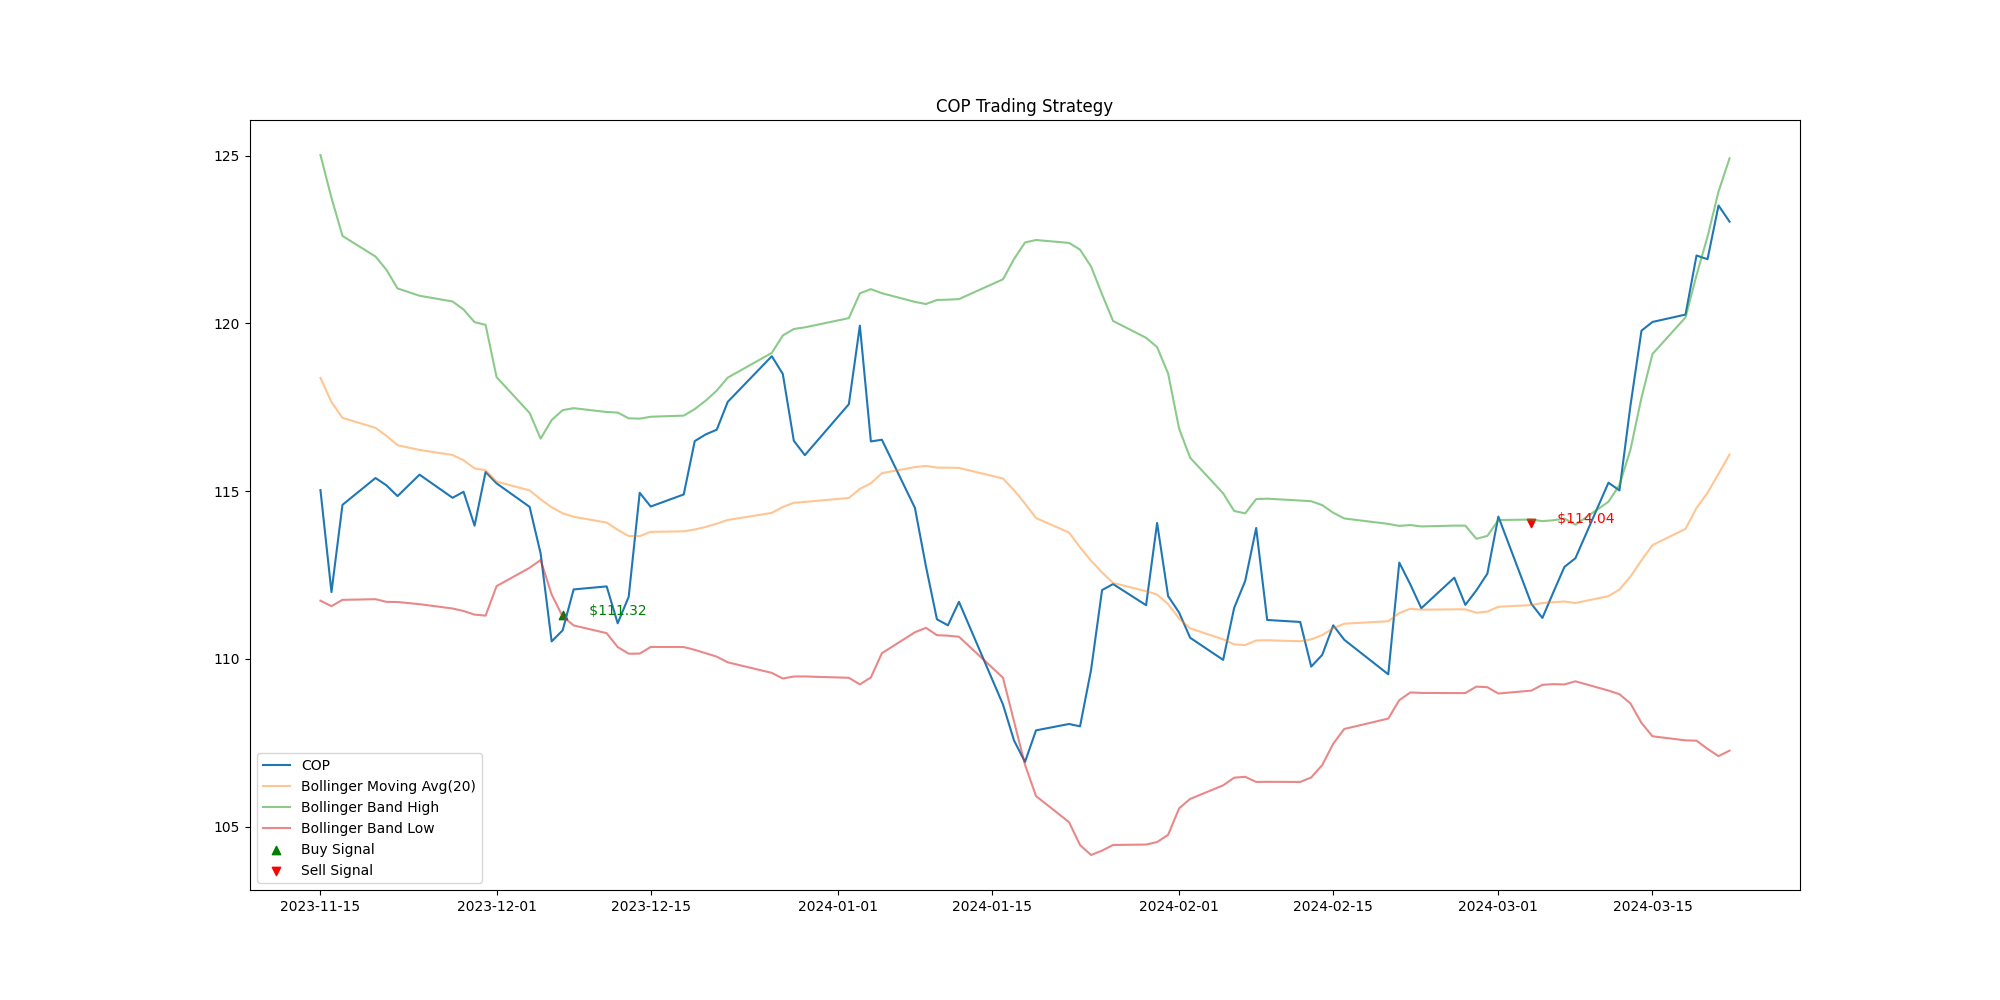 COP Trading Strategy
125
120
115
110
105
$111.32
$114.04
COP
Bollinger Moving Avg(20)
Bollinger Band High
Bollinger Band Low
Buy Signal
Sell Signal
2023-11-15 2023-12-01 2023-12-15 2024-01-01 2024-01-15 2024-02-01 2024-02-15 2024-03-01 2024-03-15